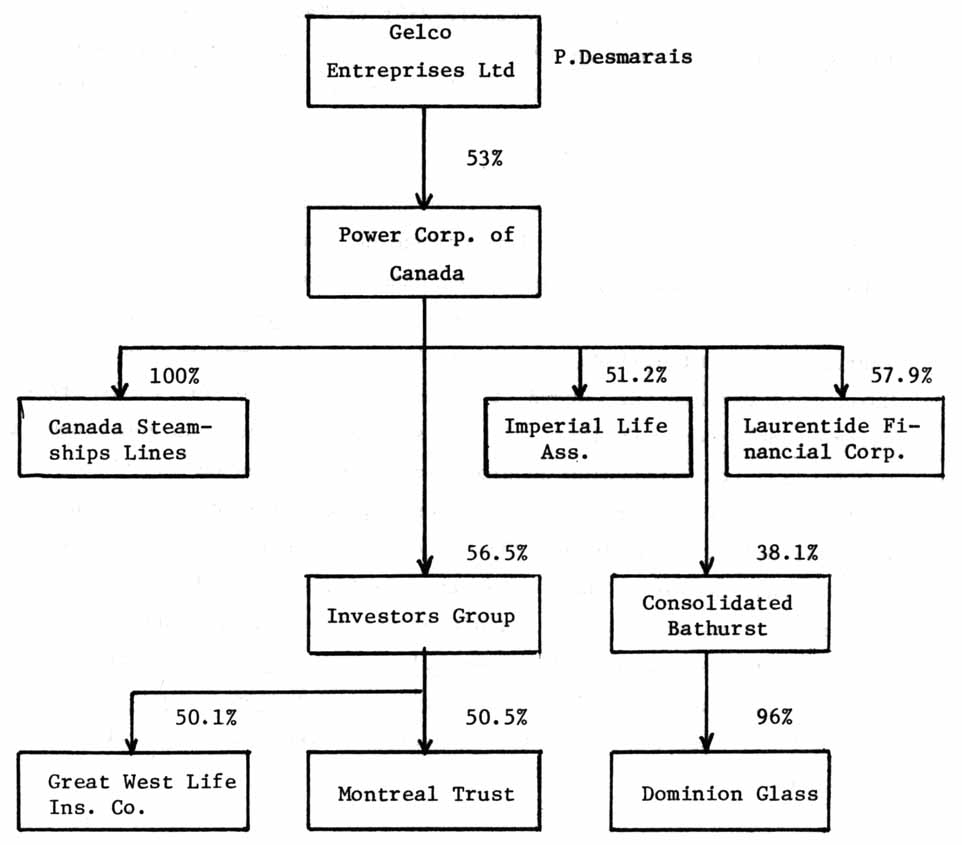 Gelco
Entreprises Ltd
P.Desmarais
53%
Power Corp. of
Canada
100%
51.2%
57.9%
Canada Steam-
ships Lines
Imperial Life
Ass.
Laurentide Fi-
nancial Corp.
56.5%
38.1%
Investors Group
Consolidated
Bathurst
50.1%
50.5%
96%
Great West Life
Ins. Co.
Montreal Trust
Dominion Glass